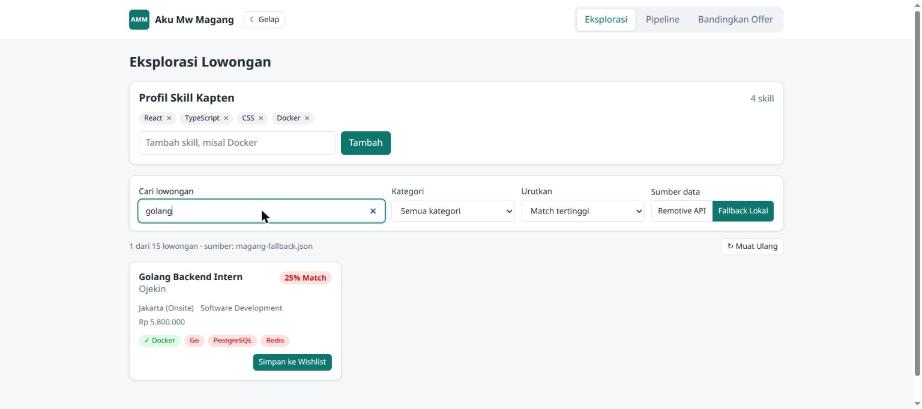 AMM Aku Mw Magang ☾ Gelap Eksplorasi Pipeline Bandingkan Offer
Eksplorasi Lowongan
Profil Skill Kapten 4 skill
React × TypeScript × CSS × Docker ×
Tambah skill, misal Docker Tambah
Cari lowongan Kategori Urutkan Sumber data
golang × Semua kategori Match tertinggi Remotive API Fallback Lokal
1 dari 15 lowongan · sumber: magang-fallback.json ↻ Muat Ulang
Golang Backend Intern 25% Match
Ojekin
Jakarta (Onsite) Software Development
Rp 5.800.000
✓ Docker Go PostgreSQL Redis
Simpan ke Wishlist